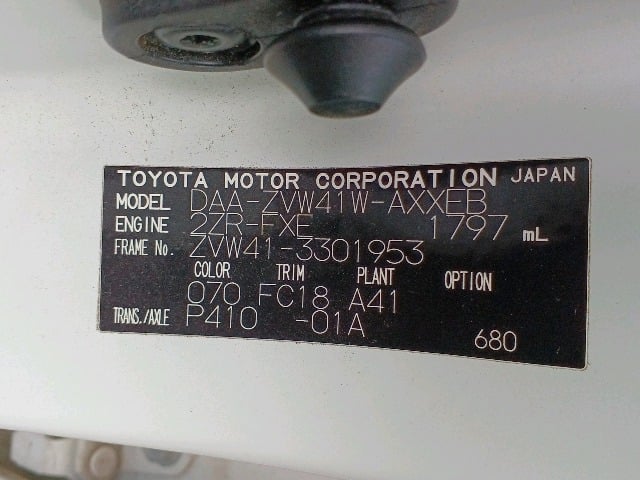 TOYOTA MOTOR CORPORATION JAPAN
MODEL DAA-ZVW41W-AXXEB
ENGINE 2ZR-FXE 1797 mL
FRAME No. ZVW41-3301953
COLOR TRIM PLANT OPTION
070 FC18 A41
TRANS./AXLE P410 -01A
680